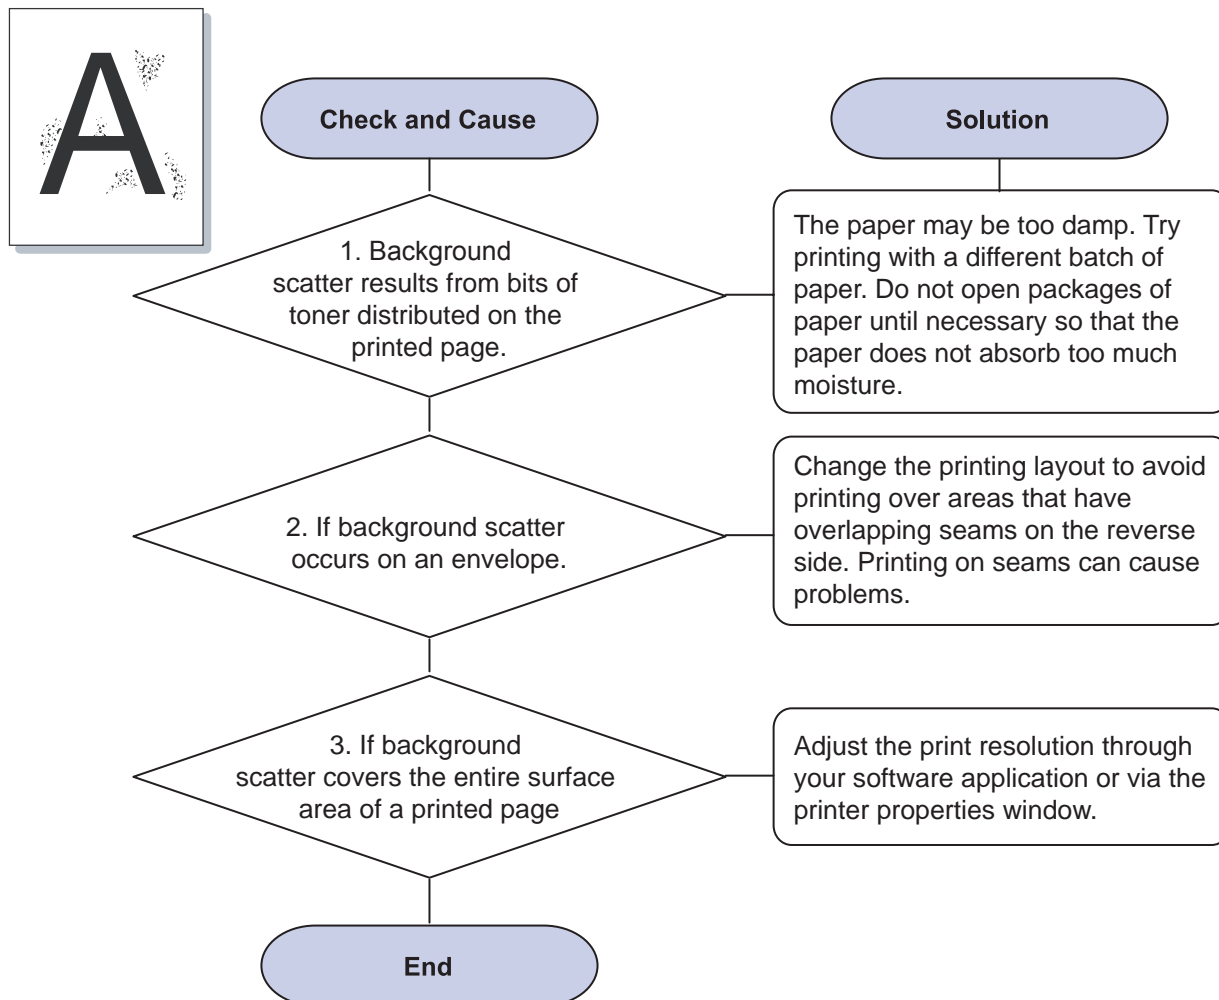 A
Check and Cause
Solution
1. Background
scatter results from bits of
toner distributed on the
printed page.
The paper may be too damp. Try
printing with a different batch of
paper. Do not open packages of
paper until necessary so that the
paper does not absorb too much
moisture.
2. If background scatter
occurs on an envelope.
Change the printing layout to avoid
printing over areas that have
overlapping seams on the reverse
side. Printing on seams can cause
problems.
3. If background
scatter covers the entire surface
area of a printed page
Adjust the print resolution through
your software application or via the
printer properties window.
End